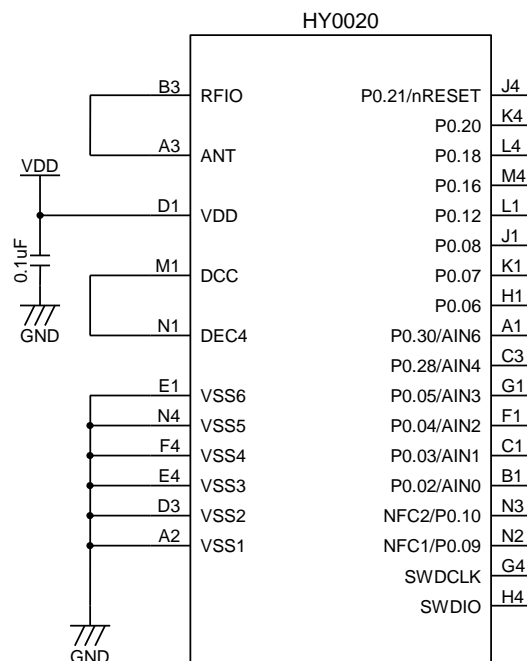 HY0020
B3 RFIO P0.21/nRESET J4
P0.20 K4
A3 ANT P0.18 L4
VDD P0.16 M4
D1 VDD P0.12 L1
0.1uF P0.08 J1
M1 DCC P0.07 K1
GND P0.06 H1
N1 DEC4 P0.30/AIN6 A1
P0.28/AIN4 C3
E1 VSS6 P0.05/AIN3 G1
N4 VSS5 P0.04/AIN2 F1
F4 VSS4 P0.03/AIN1 C1
E4 VSS3 P0.02/AIN0 B1
D3 VSS2 NFC2/P0.10 N3
A2 VSS1 NFC1/P0.09 N2
SWDCLK G4
SWDIO H4
GND